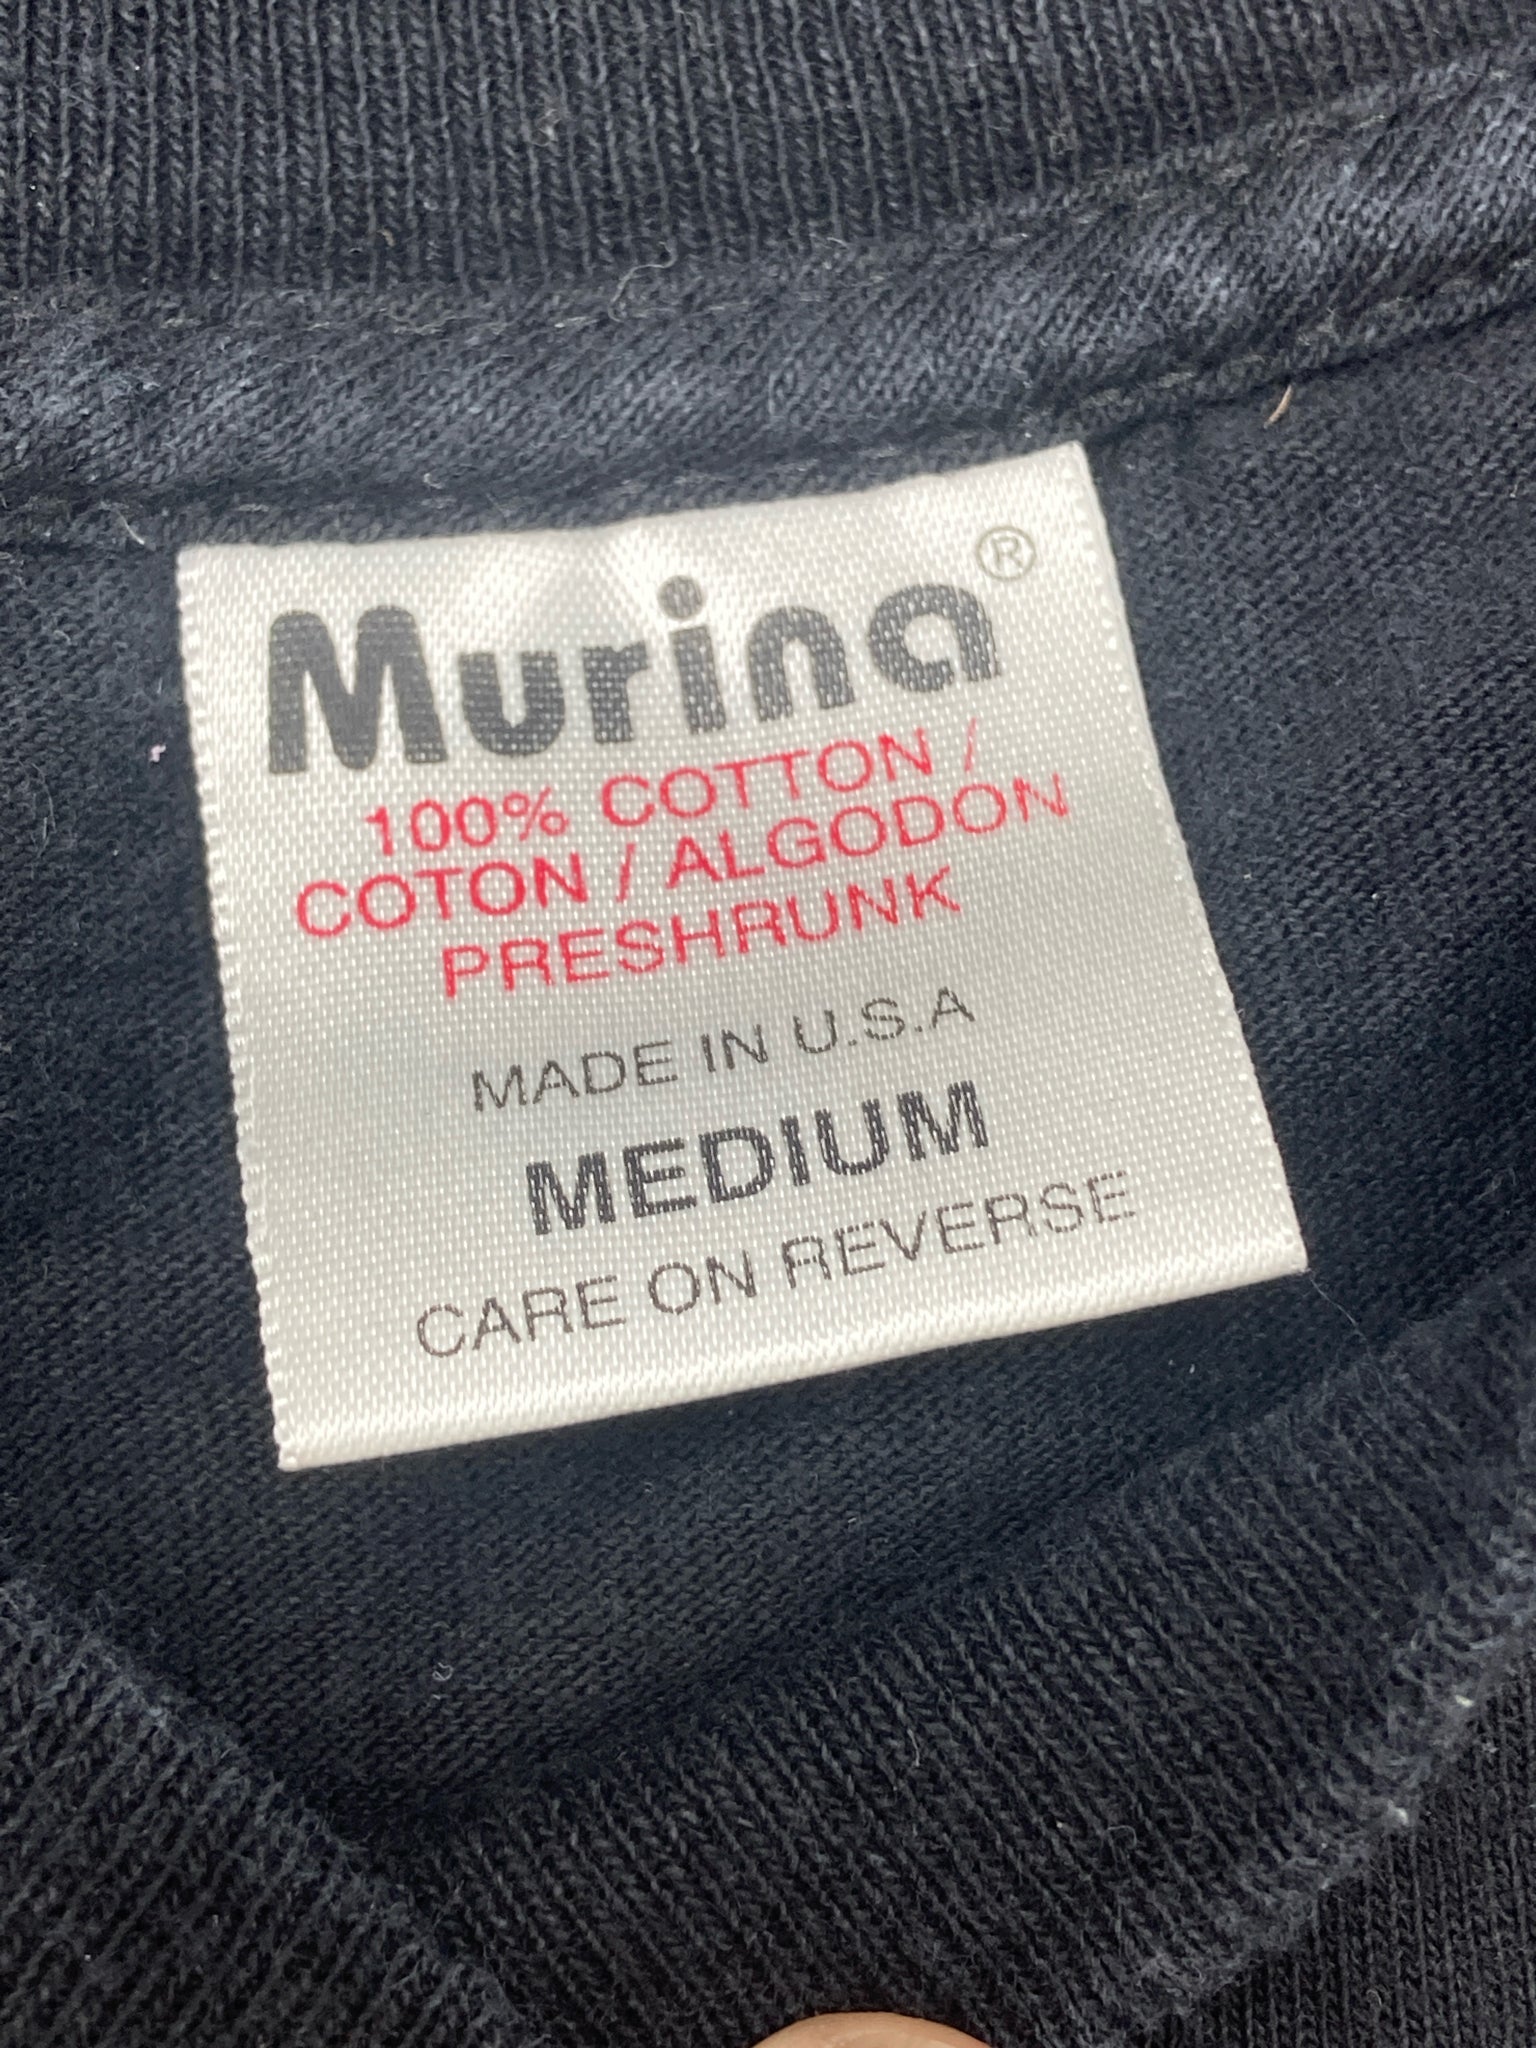 Murina®
100% COTTON /
COTON / ALGODON
PRESHRUNK
MADE IN U.S.A
MEDIUM
CARE ON REVERSE